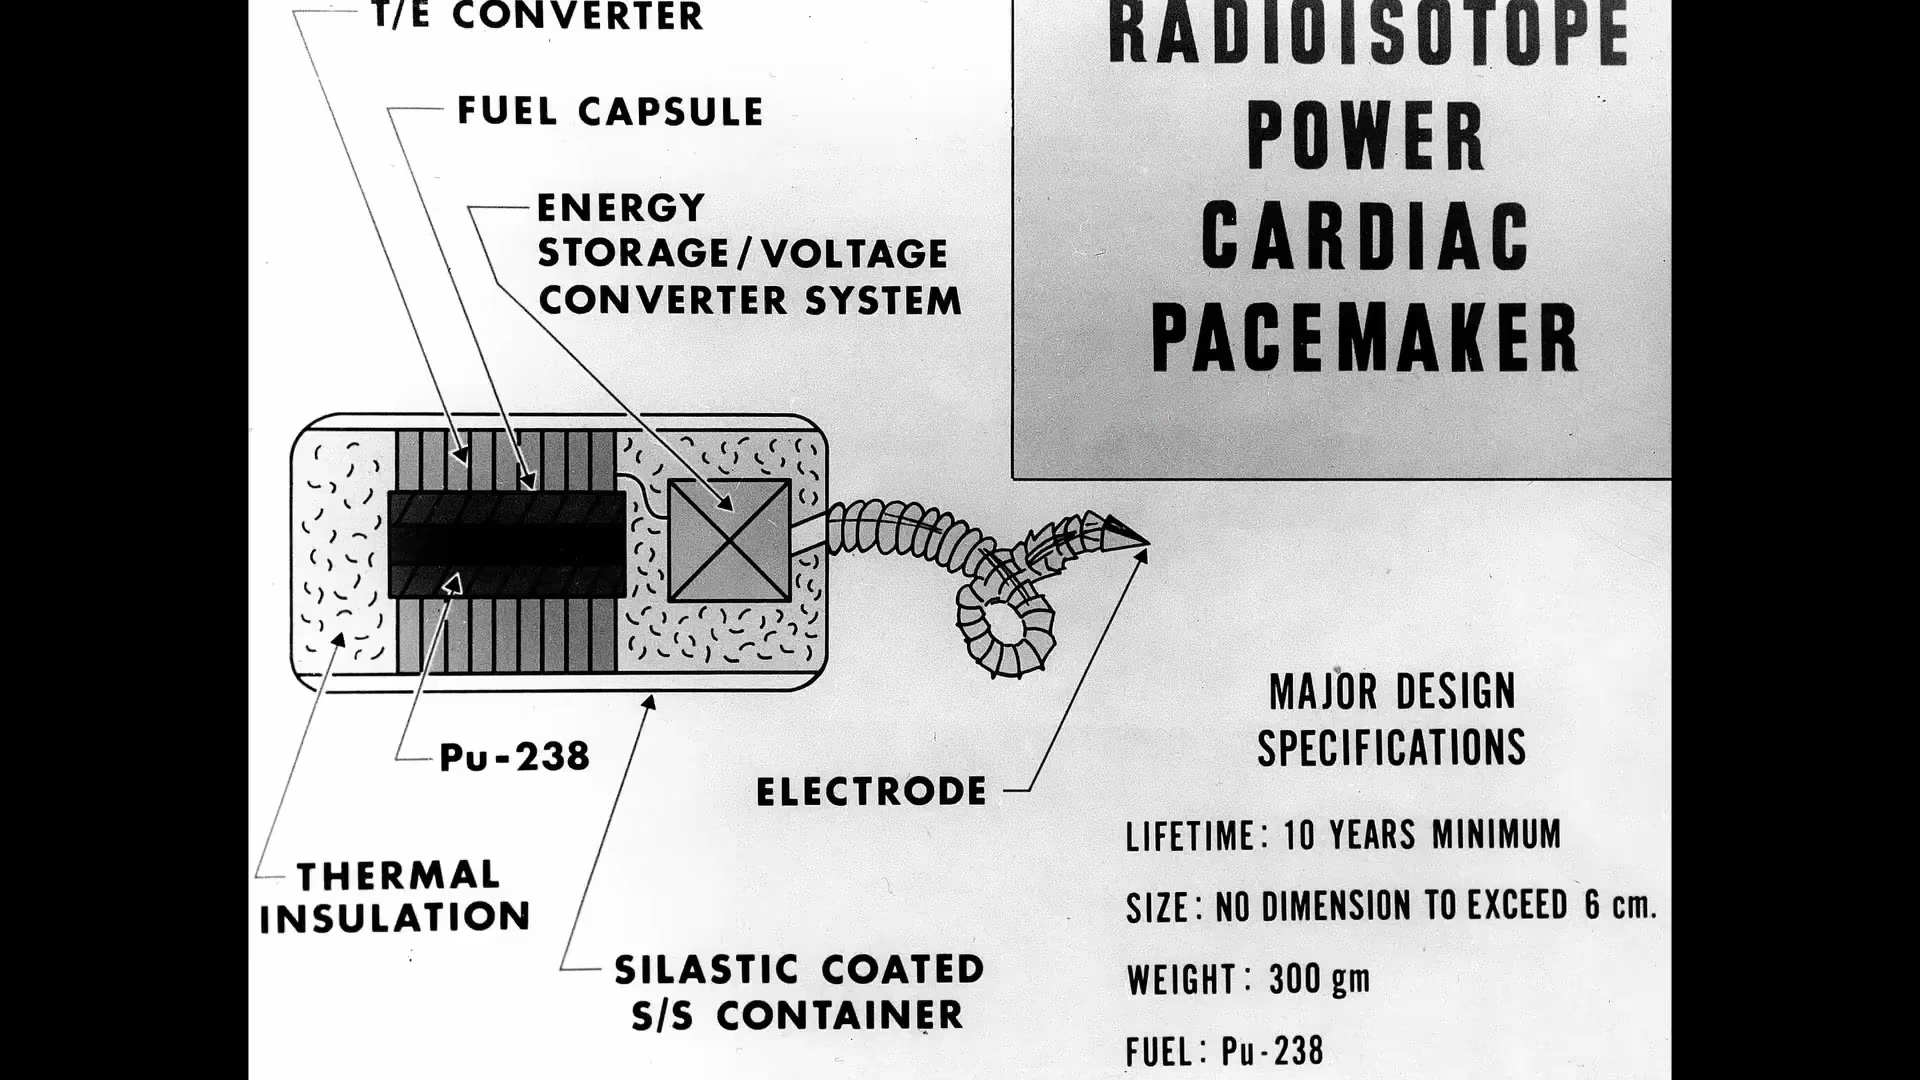 T/E CONVERTER
FUEL CAPSULE
ENERGY
STORAGE/VOLTAGE
CONVERTER SYSTEM
RADIOISOTOPE
POWER
CARDIAC
PACEMAKER
Pu-238
ELECTRODE
THERMAL
INSULATION
SILASTIC COATED
S/S CONTAINER
MAJOR DESIGN
SPECIFICATIONS
LIFETIME: 10 YEARS MINIMUM
SIZE: NO DIMENSION TO EXCEED 6 cm.
WEIGHT: 300 gm
FUEL: Pu-238